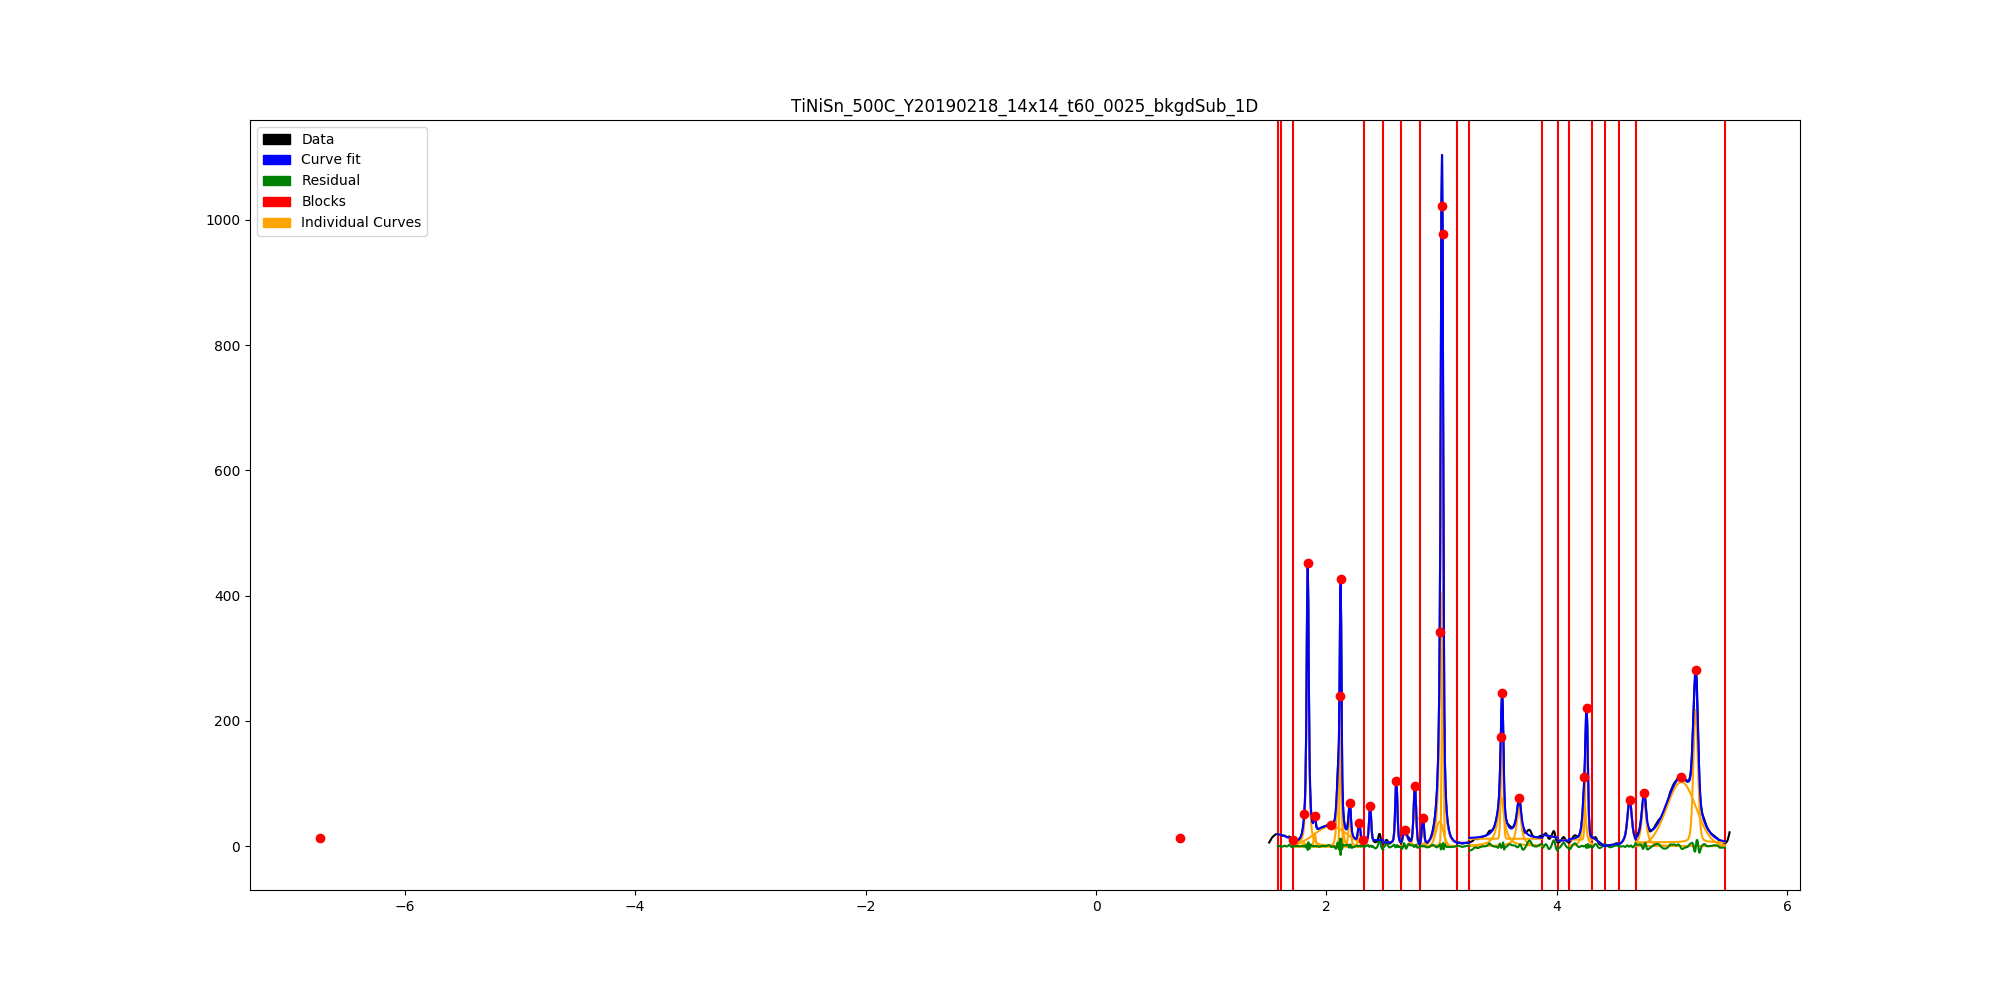 TiNiSn_500C_Y20190218_14x14_t60_0025_bkgdSub_1D
Data
Curve fit
Residual
Blocks
Individual Curves
1000
800
600
400
200
0
−6
−4
−2
0
2
4
6